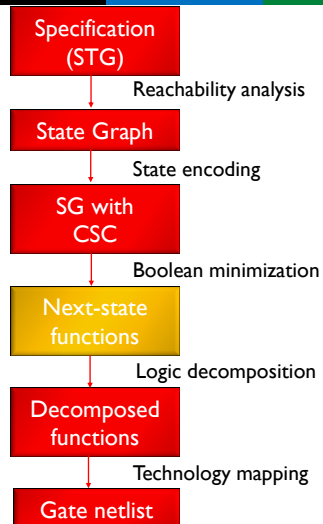 Specification
(STG)
Reachability analysis
State Graph
State encoding
SG with
CSC
Boolean minimization
Next-state
functions
Logic decomposition
Decomposed
functions
Technology mapping
Gate netlist